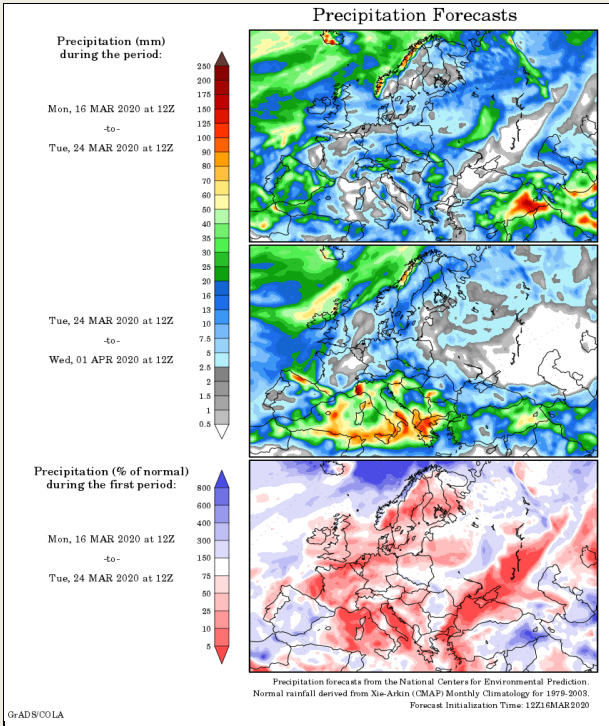 Precipitation Forecasts
Precipitation (mm)
during the period:
Mon, 16 MAR 2020 at 12Z
-to-
Tue, 24 MAR 2020 at 12Z
250
200
175
150
125
100
90
80
70
60
50
40
35
30
25
20
16
13
10
7.5
5
2.5
2
1.5
1
0.5
Tue, 24 MAR 2020 at 12Z
-to-
Wed, 01 APR 2020 at 12Z
Precipitation (% of normal)
during the first period:
Mon, 16 MAR 2020 at 12Z
-to-
Tue, 24 MAR 2020 at 12Z
800
600
400
300
150
75
50
25
10
5
Precipitation forecasts from the National Centers for Environmental Prediction.
Normal rainfall derived from Xie-Arkin (CMAP) Monthly Climatology for 1979-2003.
Forecast Initialization Time: 12Z16MAR2020
GrADS/COLA